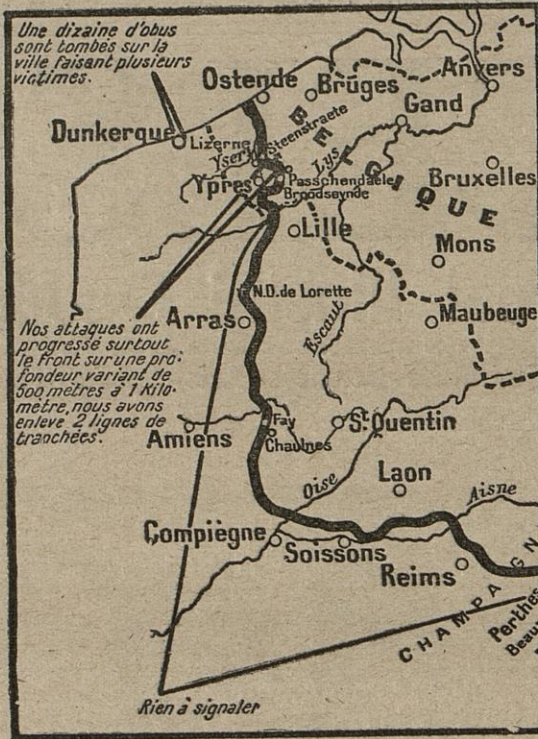 Une dizaine d'obus
sont tombés sur la
ville faisant plusieurs
victimes.
Ostende
Bruges
Anvers
Gand
Dunkerque
Lizerne
Steenstraete
Yser
Lys
BELGIQUE
Ypres
Passchendaele
Broodseynde
Bruxelles
Lille
Mons
N.D. de Lorette
Nos attaques ont
progressé surtout
le front sur une pro-
fondeur variant de
500 mètres à 1 Kilo-
mètre, nous avons
enlevé 2 lignes de
tranchées.
Arras
Escaut
Maubeuge
Amiens
Fay
Chaulnes
St Quentin
Oise
Laon
Aisne
Compiègne
Soissons
Reims
CHAMPAGN
Perthes
Beau
Rien à signaler